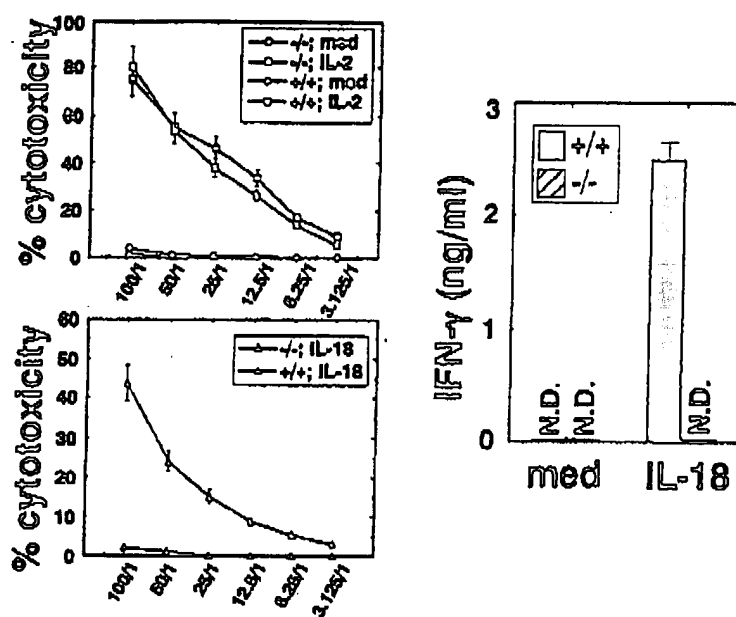 % cytotoxicity
100
80
60
40
20
0
-/-; med
-/-; IL-2
+/+; med
+/+; IL-2
100/1
50/1
25/1
12.5/1
6.25/1
3.125/1
% cytotoxicity
60
50
40
30
20
10
0
-/-; IL-18
+/+; IL-18
100/1
50/1
25/1
12.5/1
6.25/1
3.125/1
IFN-γ (ng/ml)
3
2
1
0
+/+
-/-
N.D.
N.D.
N.D.
med
IL-18